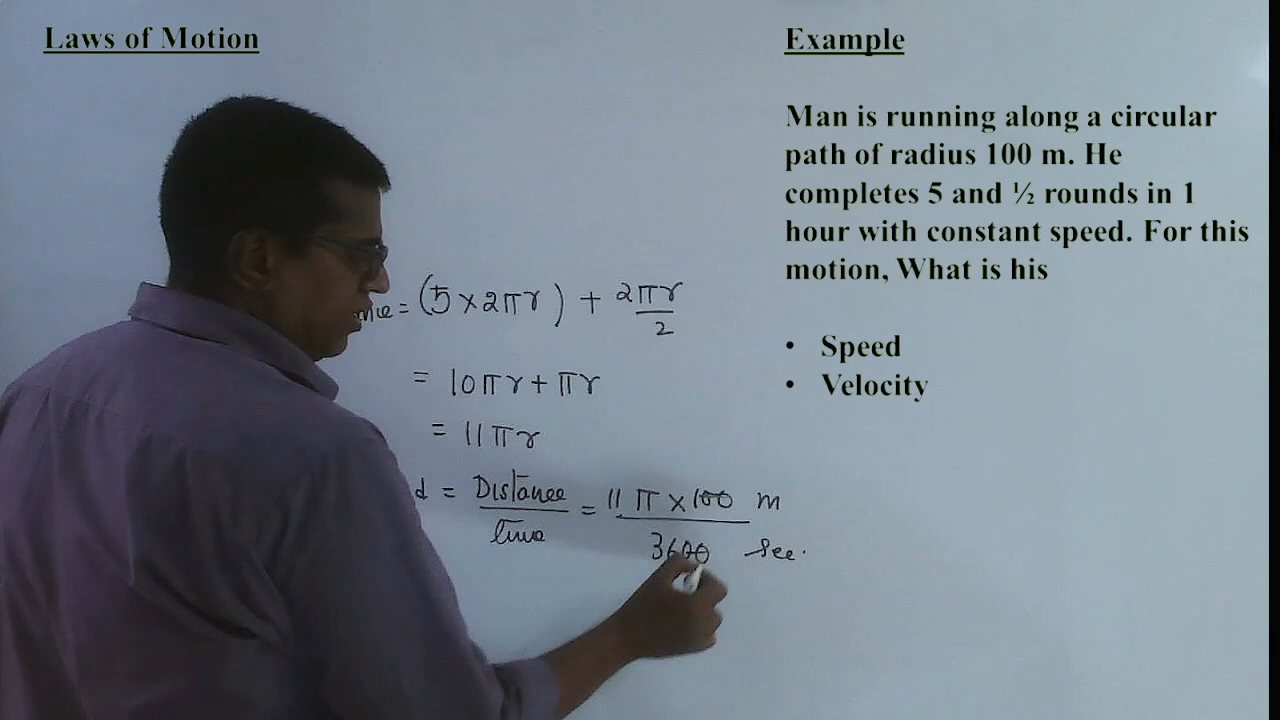 Laws of Motion
= (5 × 2πr) + 2πr/2
= 10πr + πr
= 11πr
d = Distance/time = 11 π × 100 m/3600 sec.
Example
Man is running along a circular
path of radius 100 m. He
completes 5 and ½ rounds in 1
hour with constant speed. For this
motion, What is his
• Speed
• Velocity